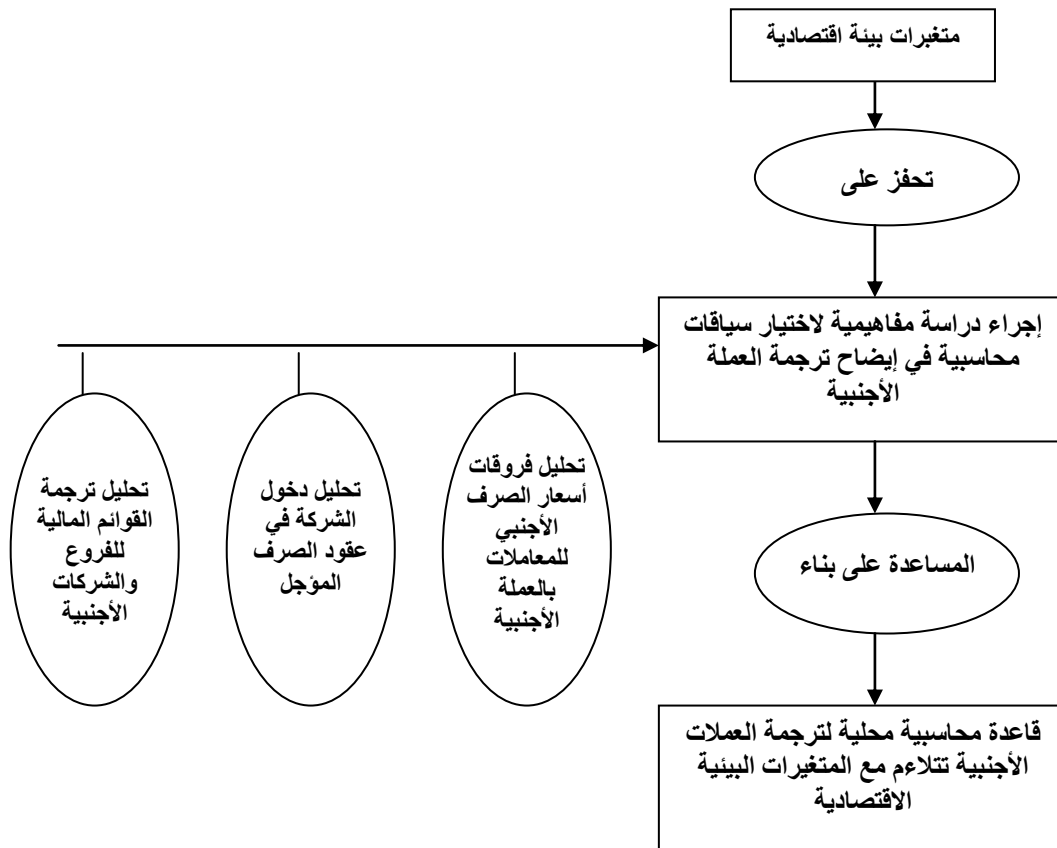 متغيرات بيئة اقتصادية
تحفز على
إجراء دراسة مفاهيمية لاختيار سياقات
محاسبية في إيضاح ترجمة العملة
الأجنبية
تحليل فروقات
أسعار الصرف
الأجنبي
للمعاملات
بالعملة
الأجنبية
تحليل دخول
الشركة في
عقود الصرف
المؤجل
تحليل ترجمة
القوائم المالية
للفروع
والشركات
الأجنبية
المساعدة على بناء
قاعدة محاسبية محلية لترجمة العملات
الأجنبية تتلاءم مع المتغيرات البيئية
الاقتصادية